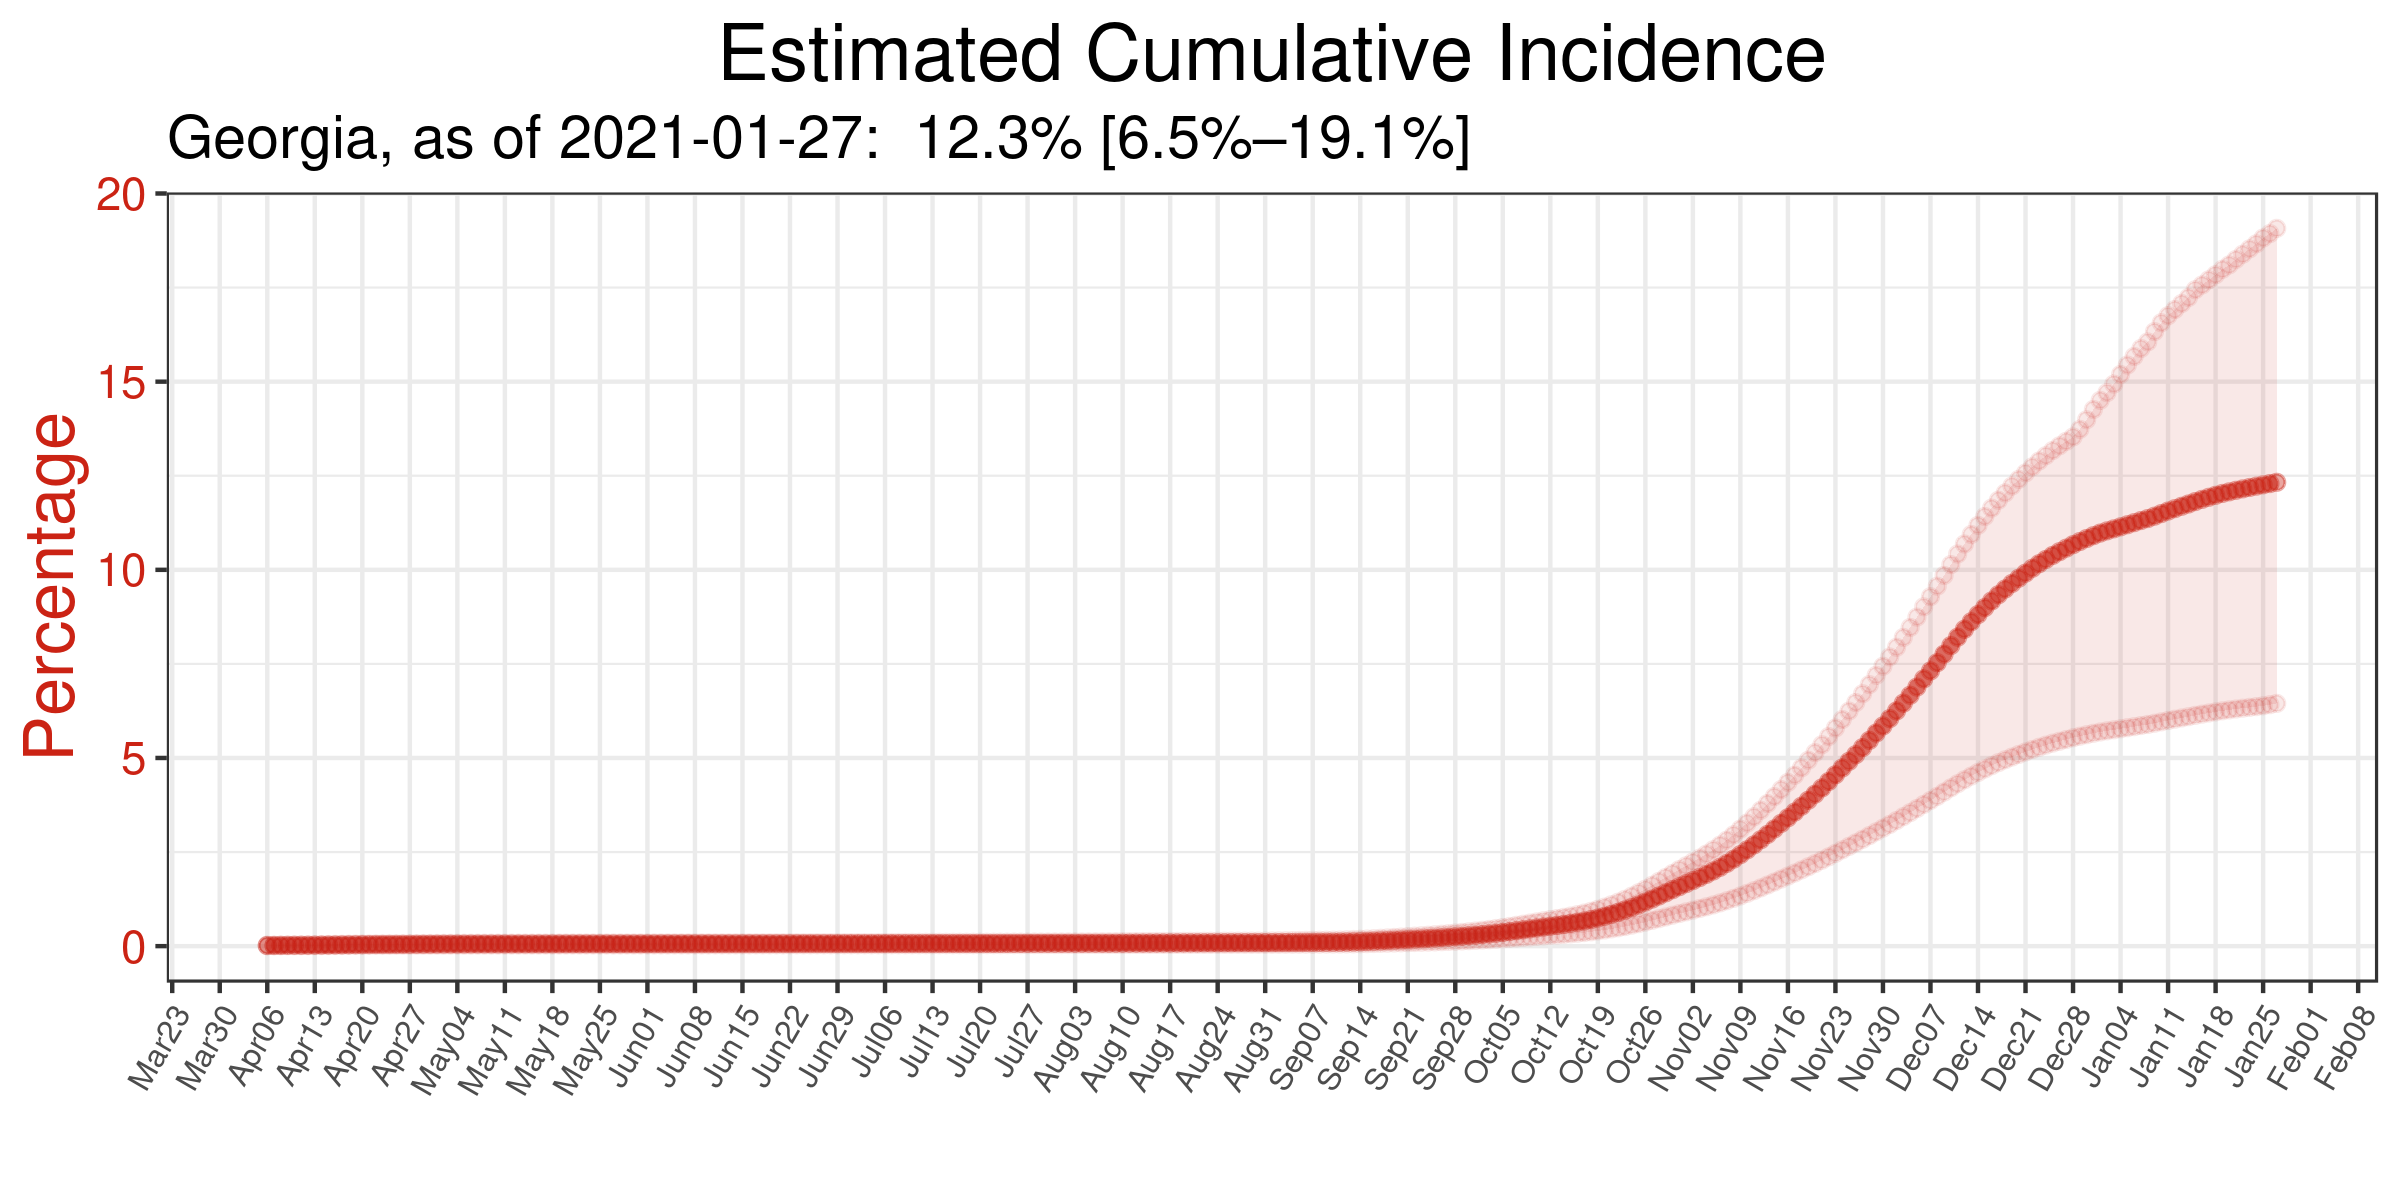 Estimated Cumulative Incidence
Georgia, as of 2021-01-27:  12.3% [6.5%–19.1%]
Percentage
20
15
10
5
0
Mar23
Mar30
Apr06
Apr13
Apr20
Apr27
May04
May11
May18
May25
Jun01
Jun08
Jun15
Jun22
Jun29
Jul06
Jul13
Jul20
Jul27
Aug03
Aug10
Aug17
Aug24
Aug31
Sep07
Sep14
Sep21
Sep28
Oct05
Oct12
Oct19
Oct26
Nov02
Nov09
Nov16
Nov23
Nov30
Dec07
Dec14
Dec21
Dec28
Jan04
Jan11
Jan18
Jan25
Feb01
Feb08